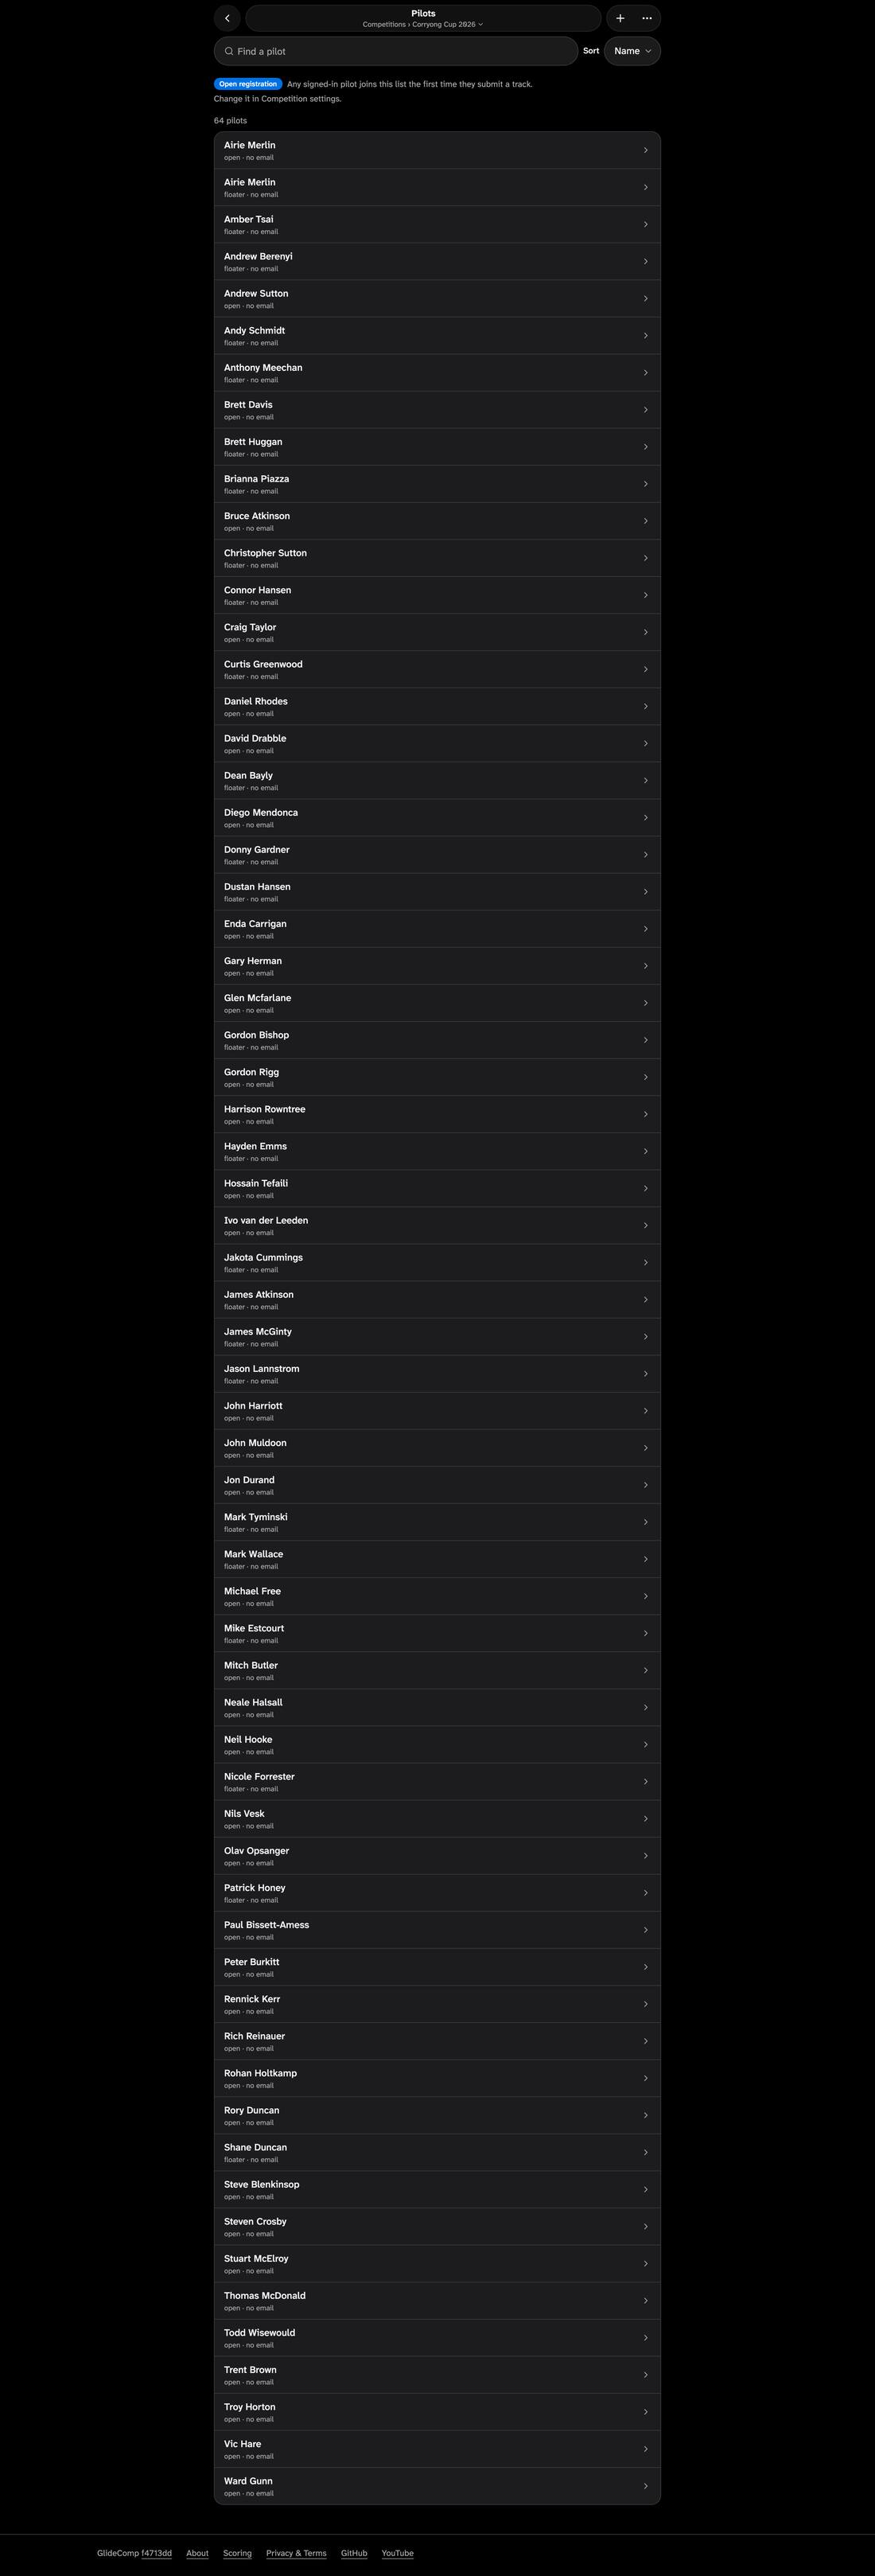 Pilots
Competitions › Corryong Cup 2026
Find a pilot
Sort
Name
Open registration Any signed-in pilot joins this list the first time they submit a track.
Change it in Competition settings.
64 pilots
Airie Merlin
open · no email
Airie Merlin
floater · no email
Amber Tsai
floater · no email
Andrew Berenyi
floater · no email
Andrew Sutton
open · no email
Andy Schmidt
floater · no email
Anthony Meechan
floater · no email
Brett Davis
open · no email
Brett Huggan
floater · no email
Brianna Piazza
floater · no email
Bruce Atkinson
open · no email
Christopher Sutton
floater · no email
Connor Hansen
floater · no email
Craig Taylor
open · no email
Curtis Greenwood
floater · no email
Daniel Rhodes
open · no email
David Drabble
open · no email
Dean Bayly
floater · no email
Diego Mendonca
open · no email
Donny Gardner
floater · no email
Dustan Hansen
floater · no email
Enda Carrigan
open · no email
Gary Herman
open · no email
Glen Mcfarlane
open · no email
Gordon Bishop
floater · no email
Gordon Rigg
open · no email
Harrison Rowntree
open · no email
Hayden Emms
floater · no email
Hossain Tefaili
open · no email
Ivo van der Leeden
open · no email
Jakota Cummings
floater · no email
James Atkinson
floater · no email
James McGinty
floater · no email
Jason Lannstrom
floater · no email
John Harriott
open · no email
John Muldoon
open · no email
Jon Durand
open · no email
Mark Tyminski
floater · no email
Mark Wallace
floater · no email
Michael Free
open · no email
Mike Estcourt
floater · no email
Mitch Butler
open · no email
Neale Halsall
open · no email
Neil Hooke
open · no email
Nicole Forrester
floater · no email
Nils Vesk
open · no email
Olav Opsanger
open · no email
Patrick Honey
floater · no email
Paul Bissett-Amess
open · no email
Peter Burkitt
open · no email
Rennick Kerr
open · no email
Rich Reinauer
open · no email
Rohan Holtkamp
open · no email
Rory Duncan
open · no email
Shane Duncan
floater · no email
Steve Blenkinsop
open · no email
Steven Crosby
open · no email
Stuart McElroy
open · no email
Thomas McDonald
open · no email
Todd Wisewould
open · no email
Trent Brown
open · no email
Troy Horton
open · no email
Vic Hare
open · no email
Ward Gunn
open · no email
GlideComp f4713dd About Scoring Privacy & Terms GitHub YouTube